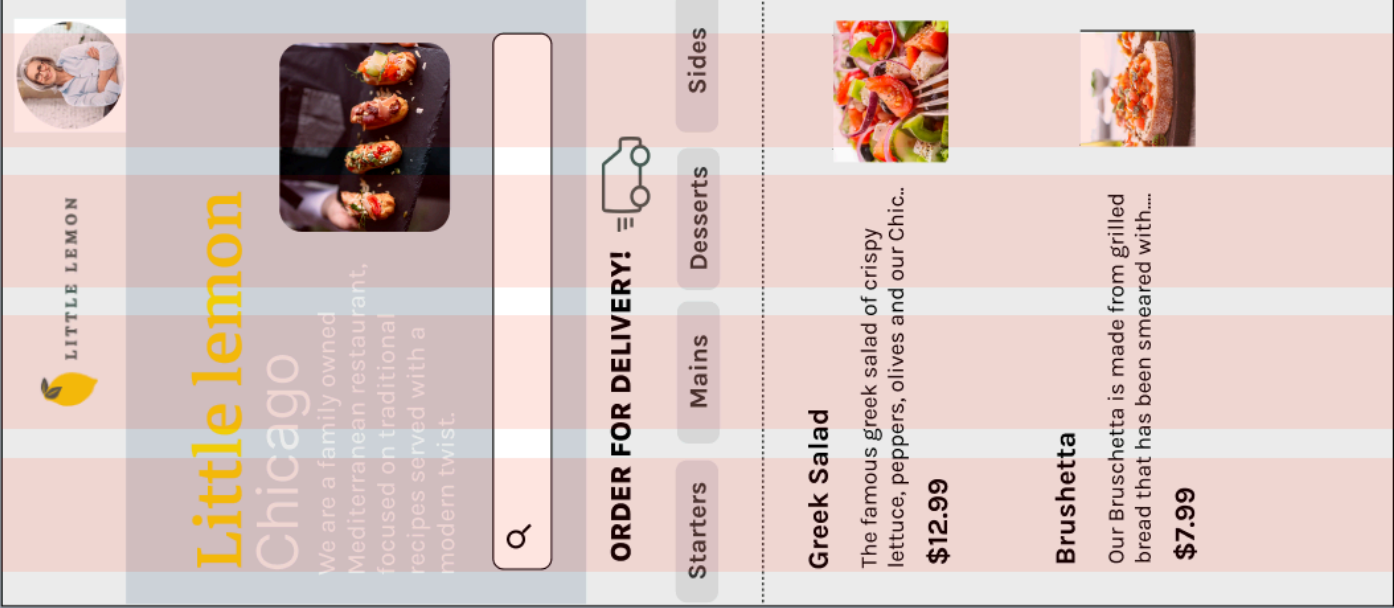 LITTLE LEMON
Little lemon
Chicago
We are a family owned
Mediterranean restaurant,
focused on traditional
recipes served with a
modern twist.
ORDER FOR DELIVERY!
Starters
Mains
Desserts
Sides
Greek Salad
The famous greek salad of crispy
lettuce, peppers, olives and our Chic..
$12.99
Brushetta
Our Bruschetta is made from grilled
bread that has been smeared with...
$7.99